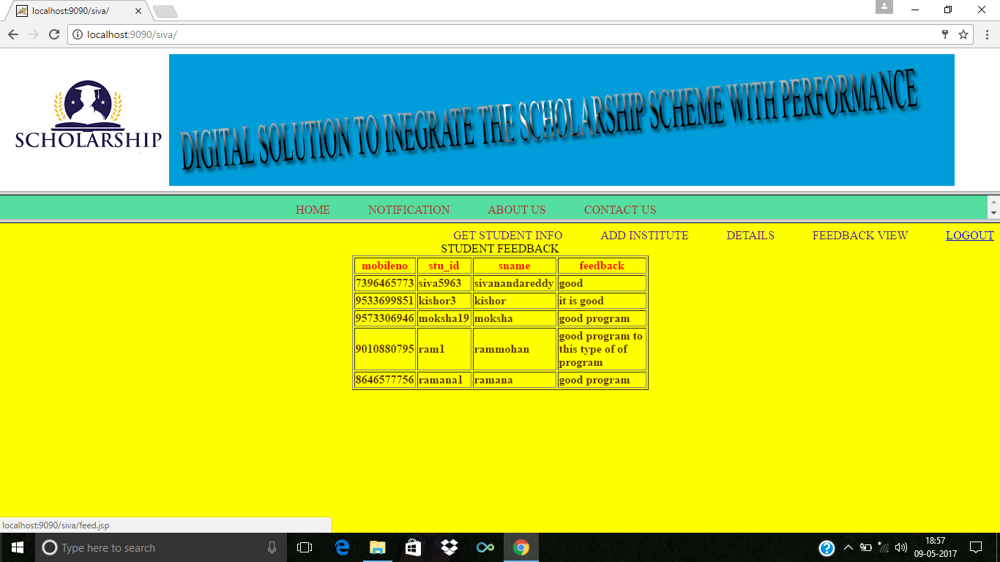 localhost:9090/siva/
localhost:9090/siva/
SCHOLARSHIP
DIGITAL SOLUTION TO INEGRATE THE SCHOLARSHIP SCHEME WITH PERFORMANCE
HOME NOTIFICATION ABOUT US CONTACT US
GET STUDENT INFO ADD INSTITUTE DETAILS FEEDBACK VIEW LOGOUT
STUDENT FEEDBACK
mobileno stu_id sname feedback
7396465773 siva5963 sivanandareddy good
9533699851 kishor3 kishor it is good
9573306946 moksha19 moksha good program
9010880795 ram1 rammohan good program to
this type of of
program
8646577756 ramana1 ramana good program
localhost:9090/siva/feed.jsp
Type here to search
18:57
09-05-2017